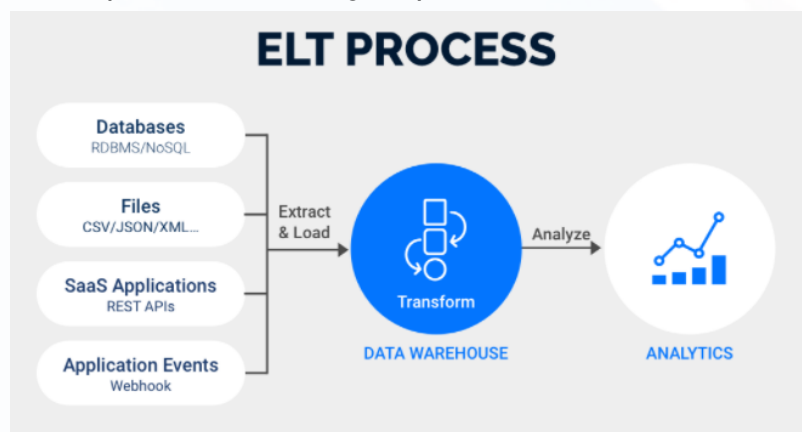 ELT PROCESS
Databases
RDBMS/NoSQL
Files
CSV/JSON/XML...
SaaS Applications
REST APIs
Application Events
Webhook
Extract
& Load
Transform
DATA WAREHOUSE
Analyze
ANALYTICS